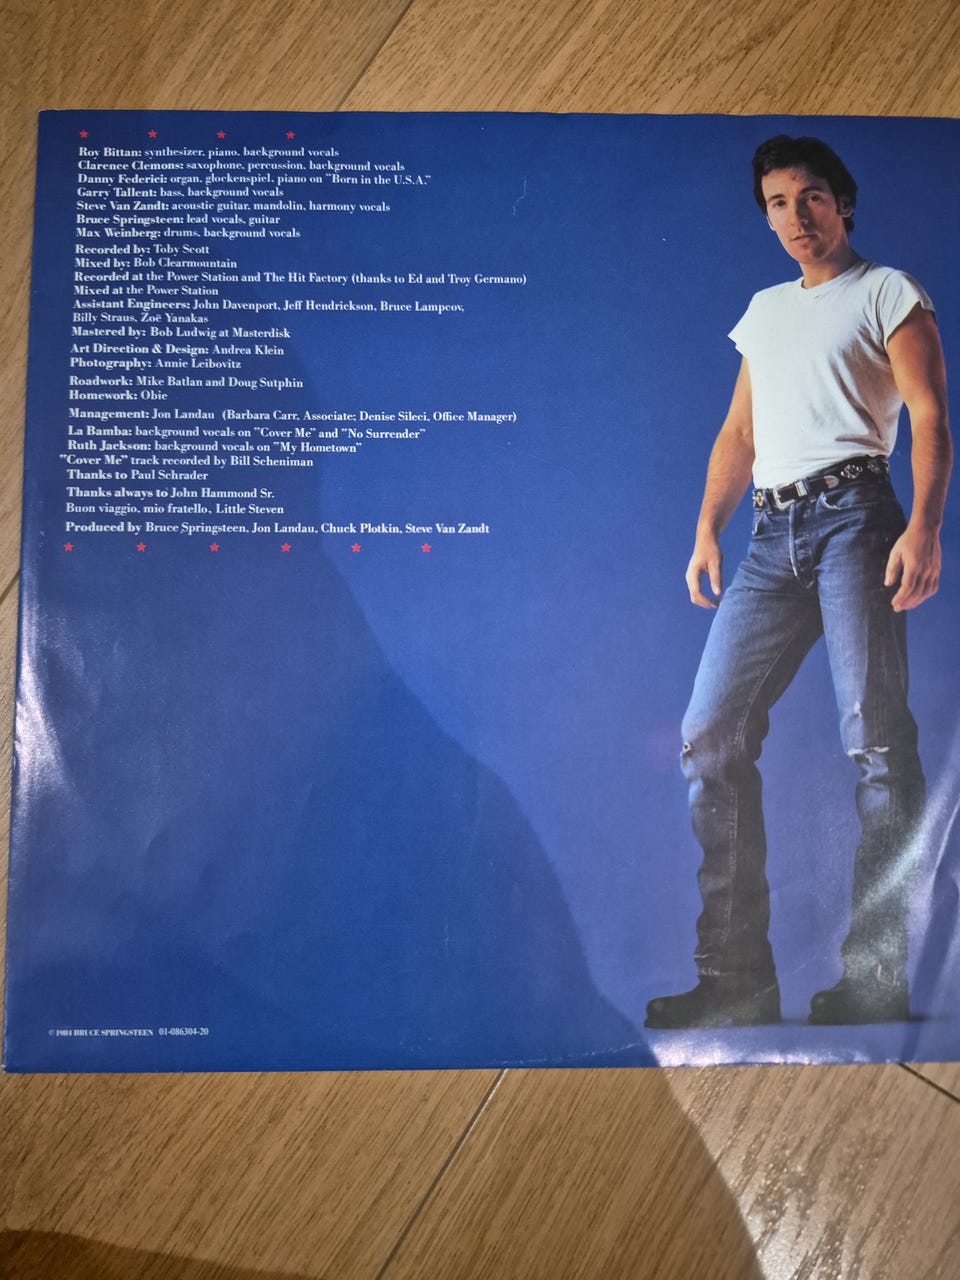 Roy Bittan: synthesizer, piano, background vocals
Clarence Clemons: saxophone, percussion, background vocals
Danny Federici: organ, glockenspiel, piano on "Born in the U.S.A."
Garry Tallent: bass, background vocals
Steve Van Zandt: acoustic guitar, mandolin, harmony vocals
Bruce Springsteen: lead vocals, guitar
Max Weinberg: drums, background vocals
Recorded by: Toby Scott
Mixed by: Bob Clearmountain
Recorded at the Power Station and The Hit Factory (thanks to Ed and Troy Germano)
Mixed at the Power Station
Assistant Engineers: John Davenport, Jeff Hendrickson, Bruce Lampcov,
Billy Straus, Zoë Yanakas
Mastered by: Bob Ludwig at Masterdisk
Art Direction & Design: Andrea Klein
Photography: Annie Leibovitz
Roadwork: Mike Batlan and Doug Sutphin
Homework: Obie
Management: Jon Landau (Barbara Carr, Associate; Denise Sileci, Office Manager)
La Bamba: background vocals on "Cover Me" and "No Surrender"
Ruth Jackson: background vocals on "My Hometown"
"Cover Me" track recorded by Bill Scheniman
Thanks to Paul Schrader
Thanks always to John Hammond Sr.
Buon viaggio, mio fratello, Little Steven
Produced by Bruce Springsteen, Jon Landau, Chuck Plotkin, Steve Van Zandt
© 1984 BRUCE SPRINGSTEEN 01-086304-20